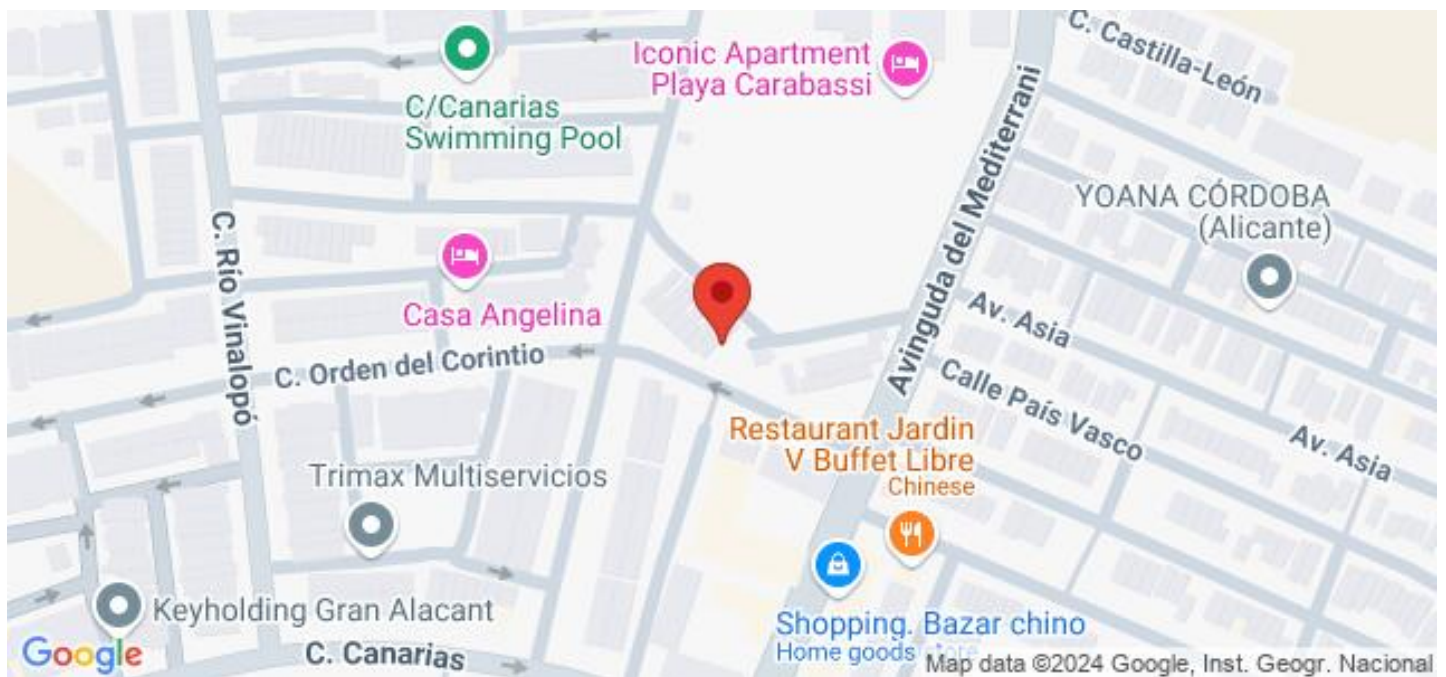 C. Castilla-León
Iconic Apartment
Playa Carabassi
C/Canarias
Swimming Pool
Avinguda del Mediterrani
YOANA CÓRDOBA
(Alicante)
C. Río Vinalopó
Casa Angelina
Av. Asia
C. Orden del Corintio
Calle País Vasco
Av. Asia
Restaurant Jardin
V Buffet Libre
Chinese
Trimax Multiservicios
Keyholding Gran Alacant
Shopping. Bazar chino
Home goods store
Google
C. Canarias
Map data ©2024 Google, Inst. Geogr. Nacional